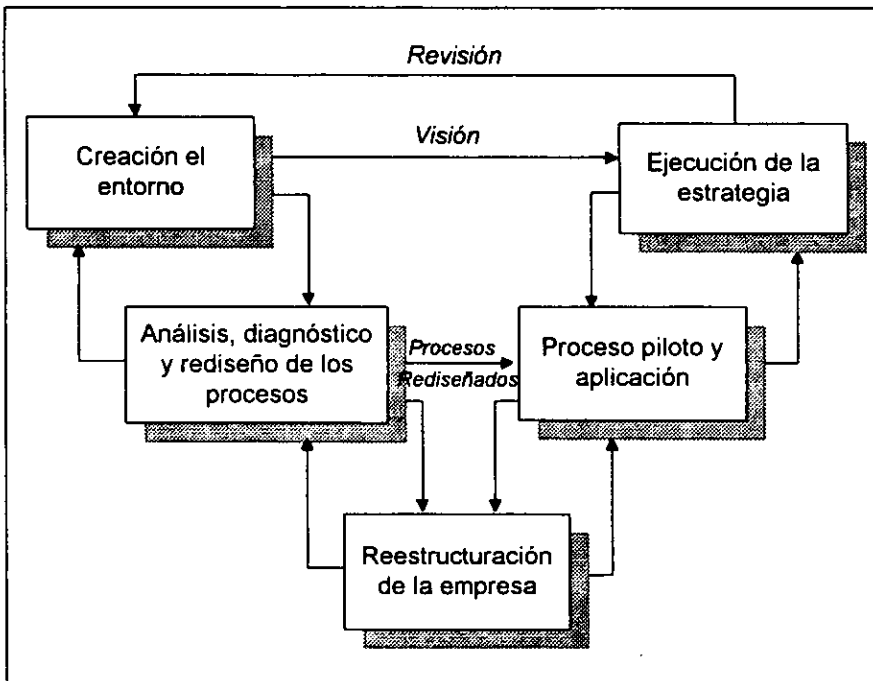 Revisión
Visión
Creación el
entorno
Ejecución de la
estrategia
Análisis, diagnóstico
y rediseño de los
procesos
Procesos
Rediseñados
Proceso piloto y
aplicación
Reestructuración
de la empresa